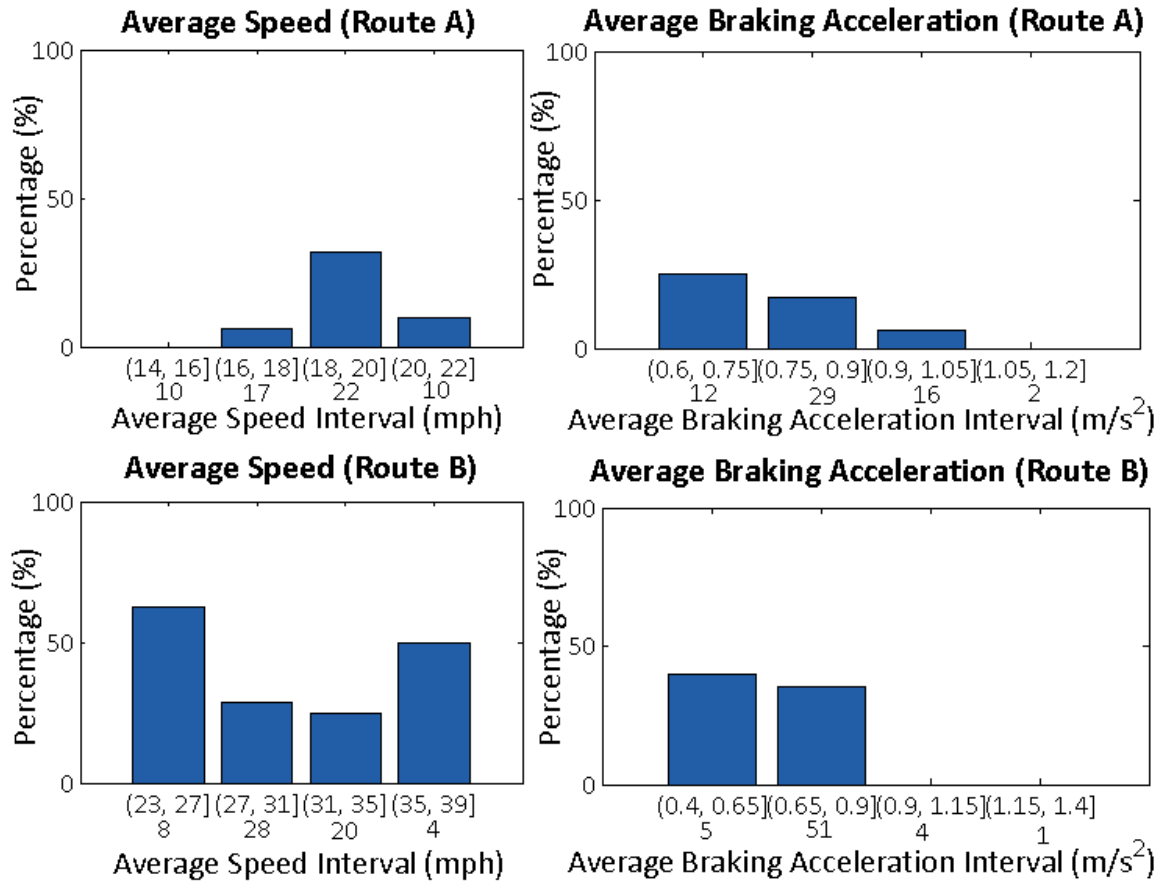 Average Speed (Route A)
Percentage (%)
100
50
0
(14, 16] (16, 18] (18, 20] (20, 22]
10 17 22 10
Average Speed Interval (mph)
Average Braking Acceleration (Route A)
Percentage (%)
100
50
0
(0.6, 0.75] (0.75, 0.9] (0.9, 1.05] (1.05, 1.2]
12 29 16 2
Average Braking Acceleration Interval (m/s²)
Average Speed (Route B)
Percentage (%)
100
50
0
(23, 27] (27, 31] (31, 35] (35, 39]
8 28 20 4
Average Speed Interval (mph)
Average Braking Acceleration (Route B)
Percentage (%)
100
50
0
(0.4, 0.65] (0.65, 0.9] (0.9, 1.15] (1.15, 1.4]
5 51 4 1
Average Braking Acceleration Interval (m/s²)